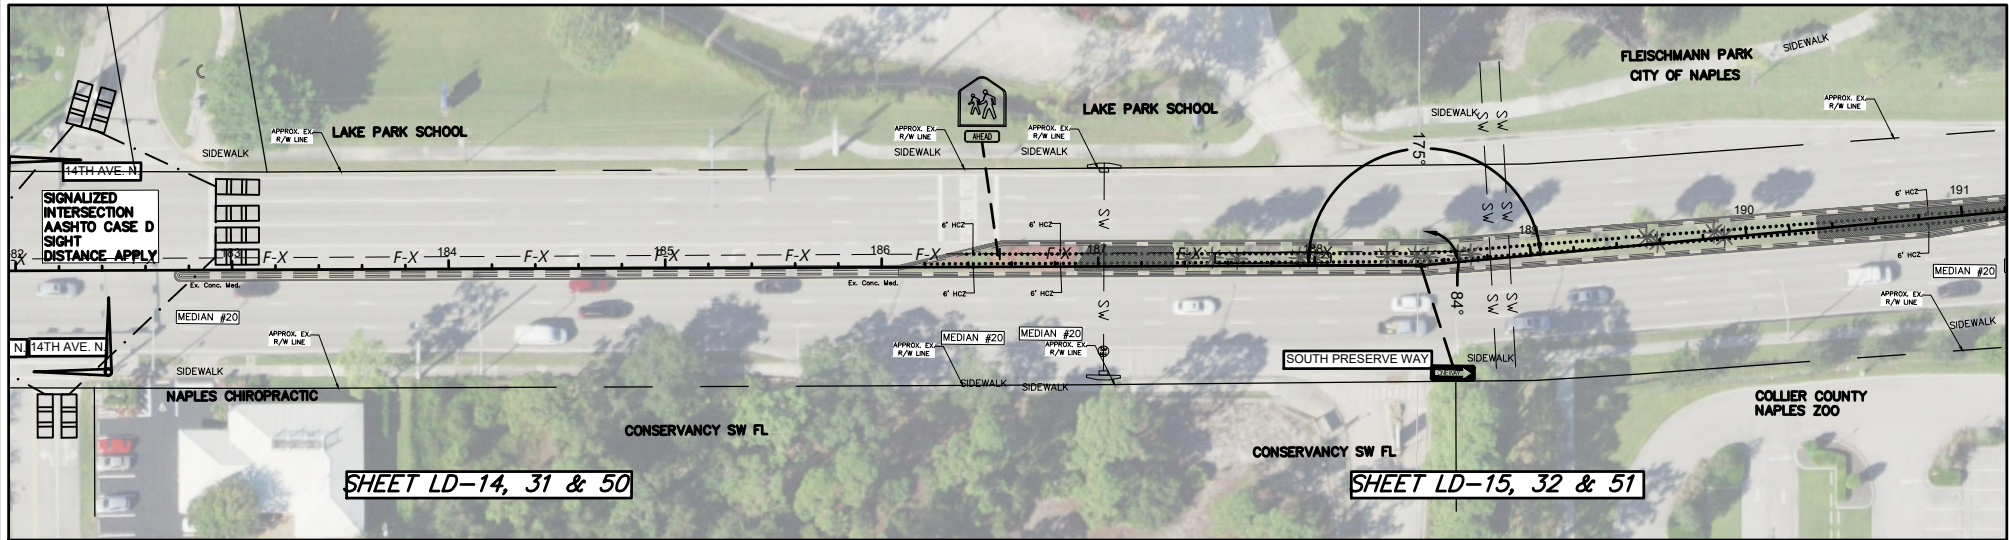 FLEISCHMANN PARK
CITY OF NAPLES
SIDEWALK
APPROX. EX.
R/W LINE
LAKE PARK SCHOOL
AHEAD
LAKE PARK SCHOOL
APPROX. EX.
R/W LINE
APPROX. EX.
R/W LINE
APPROX. EX.
R/W LINE
SIDEWALK
SIDEWALK
SIDEWALK
SIDEWALK
SW
SW
175°
14TH AVE. N.
SIGNALIZED
INTERSECTION
AASHTO CASE D
SIGHT
DISTANCE APPLY
6' HCZ
6' HCZ
6' HCZ
SW
SW
SW
82
183
184
185
186
187
188
189
190
191
F-X
F-X
F-X
F-X
F-X
F-X
F-X
F-X
Ex. Conc. Med.
Ex. Conc. Med.
6' HCZ
6' HCZ
6' HCZ
84°
MEDIAN #20
MEDIAN #20
MEDIAN #20
MEDIAN #20
SW
SW
SW
APPROX. EX.
R/W LINE
APPROX. EX.
R/W LINE
APPROX. EX.
R/W LINE
APPROX. EX.
R/W LINE
N.
14TH AVE. N.
SIDEWALK
SIDEWALK
SIDEWALK
SIDEWALK
SIDEWALK
SOUTH PRESERVE WAY
ONE WAY
NAPLES CHIROPRACTIC
CONSERVANCY SW FL
CONSERVANCY SW FL
COLLIER COUNTY
NAPLES ZOO
SHEET LD-14, 31 & 50
SHEET LD-15, 32 & 51